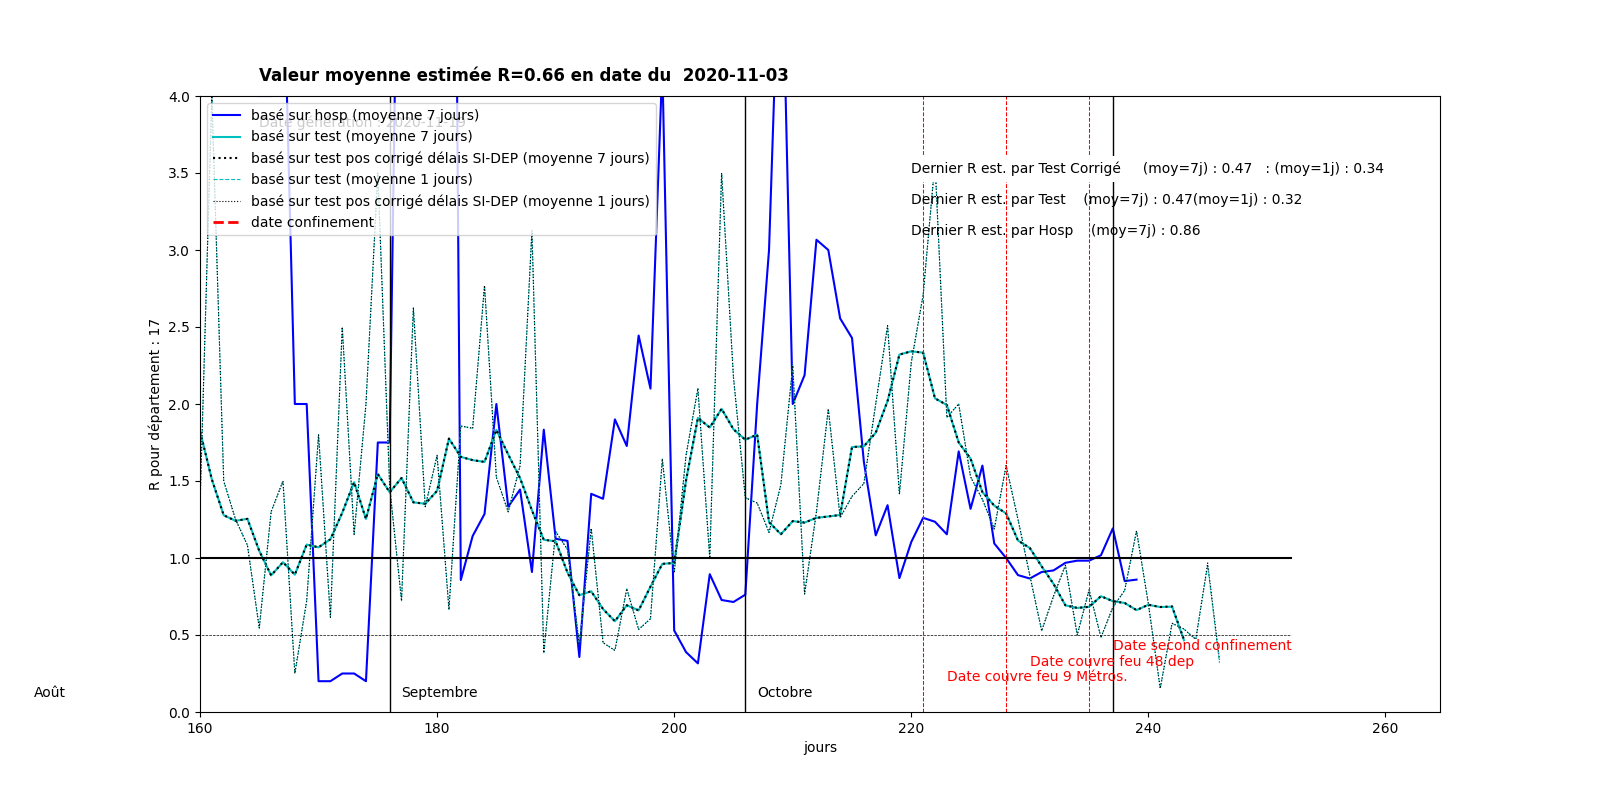 Valeur moyenne estimée R=0.66 en date du  2020-11-03
4.0
3.5
3.0
2.5
2.0
1.5
1.0
0.5
0.0
R pour département : 17
Date génération : 2020-11-19
basé sur hosp (moyenne 7 jours)
basé sur test (moyenne 7 jours)
basé sur test pos corrigé délais SI-DEP (moyenne 7 jours)
basé sur test (moyenne 1 jours)
basé sur test pos corrigé délais SI-DEP (moyenne 1 jours)
date confinement
Dernier R est. par Test Corrigé     (moy=7j) : 0.47   : (moy=1j) : 0.34
Dernier R est. par Test    (moy=7j) : 0.47(moy=1j) : 0.32
Dernier R est. par Hosp    (moy=7j) : 0.86
Date second confinement
Date couvre feu 48 dep
Date couvre feu 9 Métros.
Août
Septembre
Octobre
160
180
200
220
240
260
jours